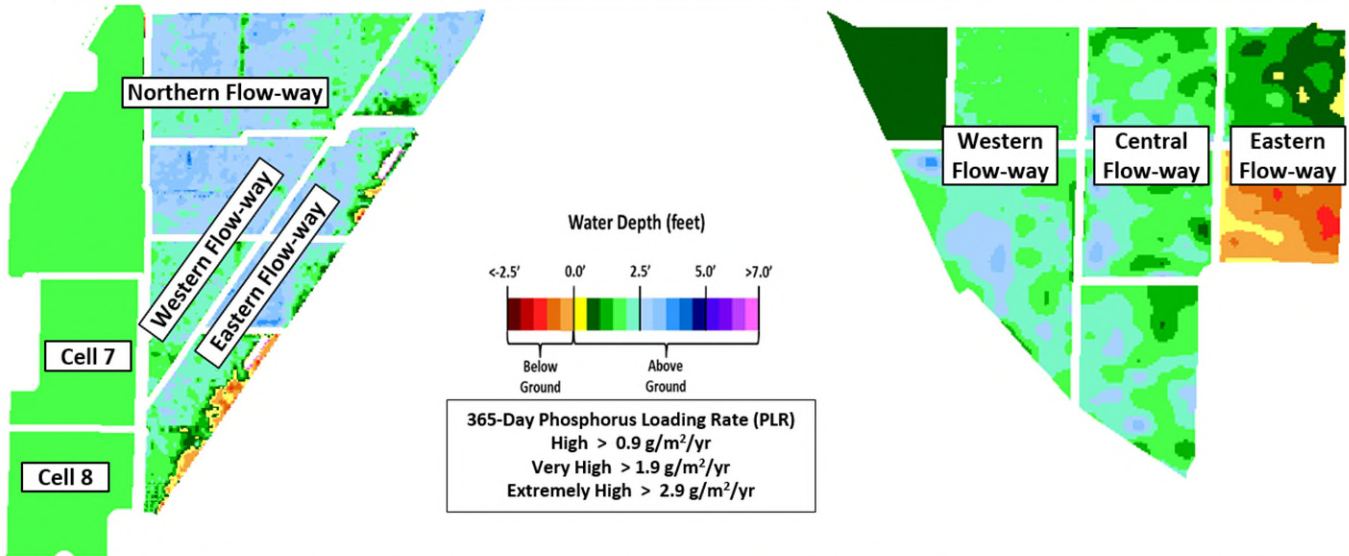 Northern Flow-way
Western Flow-way
Eastern Flow-way
Cell 7
Cell 8
Water Depth (feet)
<-2.5' 0.0' 2.5' 5.0' >7.0'
Below
Ground
Above
Ground
365-Day Phosphorus Loading Rate (PLR)
High > 0.9 g/m²/yr
Very High > 1.9 g/m²/yr
Extremely High > 2.9 g/m²/yr
Western
Flow-way
Central
Flow-way
Eastern
Flow-way